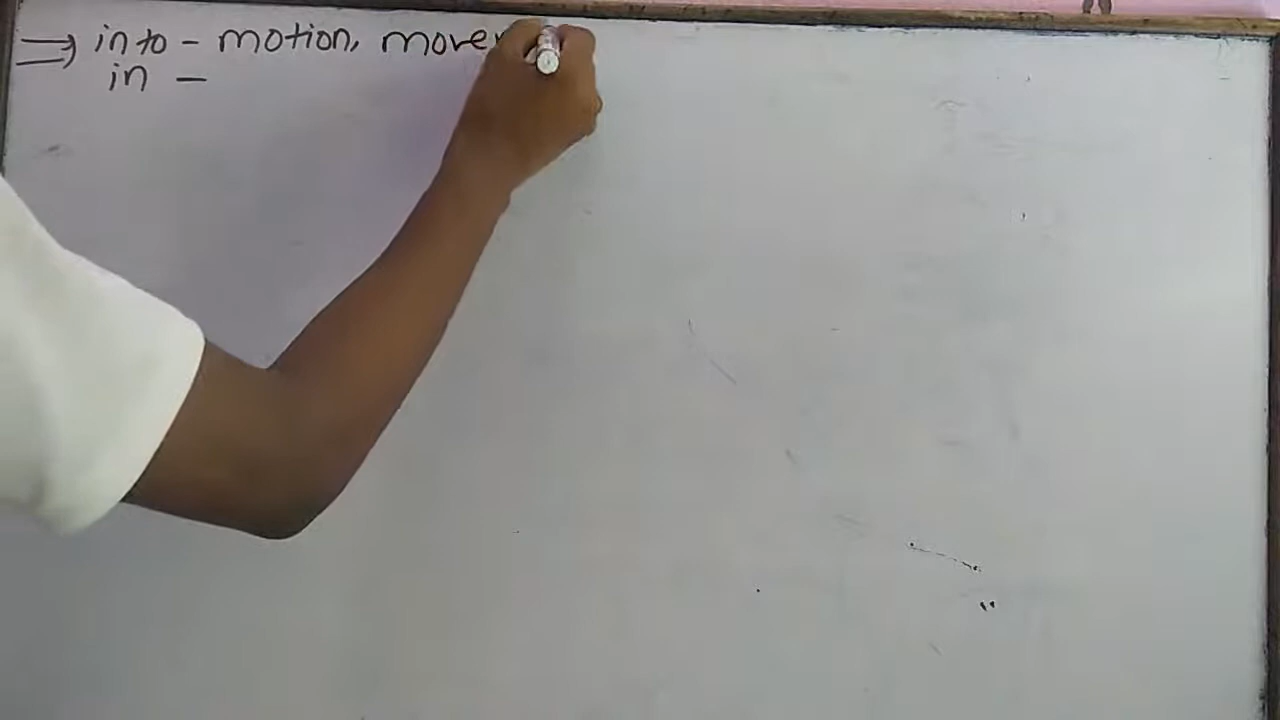 ⇒ into - motion, move
in -